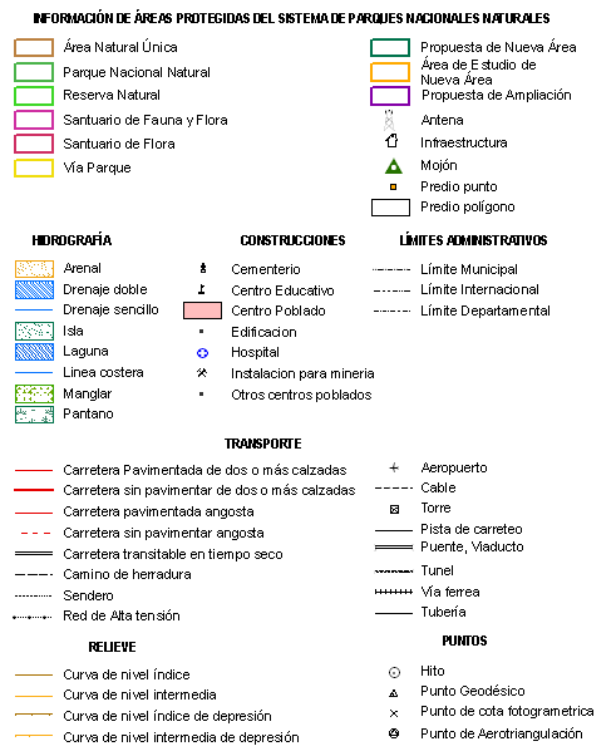 INFORMACIÓN DE ÁREAS PROTEGIDAS DEL SISTEMA DE PARQUES NACIONALES NATURALES
Área Natural Única
Parque Nacional Natural
Reserva Natural
Santuario de Fauna y Flora
Santuario de Flora
Vía Parque
Propuesta de Nueva Área
Área de Estudio de
Nueva Área
Propuesta de Ampliación
Antena
Infraestructura
Mojón
Predio punto
Predio polígono
HIDROGRAFÍA
Arenal
Drenaje doble
Drenaje sencillo
Isla
Laguna
Linea costera
Manglar
Pantano
CONSTRUCCIONES
Cementerio
Centro Educativo
Centro Poblado
Edificacion
Hospital
Instalacion para mineria
Otros centros poblados
LÍMITES ADMINISTRATIVOS
Límite Municipal
Límite Internacional
Límite Departamental
TRANSPORTE
Carretera Pavimentada de dos o más calzadas
Carretera sin pavimentar de dos o más calzadas
Carretera pavimentada angosta
Carretera sin pavimentar angosta
Carretera transitable en tiempo seco
Camino de herradura
Sendero
Red de Alta tensión
Aeropuerto
Cable
Torre
Pista de carreteo
Puente, Viaducto
Tunel
Vía ferrea
Tubería
RELIEVE
Curva de nivel índice
Curva de nivel intermedia
Curva de nivel índice de depresión
Curva de nivel intermedia de depresión
PUNTOS
Hito
Punto Geodésico
Punto de cota fotogrametrica
Punto de Aerotriangulación